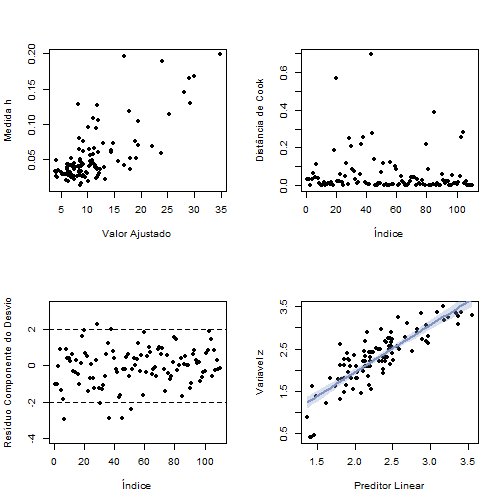 Medida h
0.05 0.10 0.15 0.20
5 10 15 20 25 30 35
Valor Ajustado
Distância de Cook
0.0 0.2 0.4 0.6
0 20 40 60 80 100
Índice
Resíduo Componente do Desvio
-4 -2 0 2
0 20 40 60 80 100
Índice
Variavel z
0.5 1.5 2.5 3.5
1.5 2.0 2.5 3.0 3.5
Preditor Linear